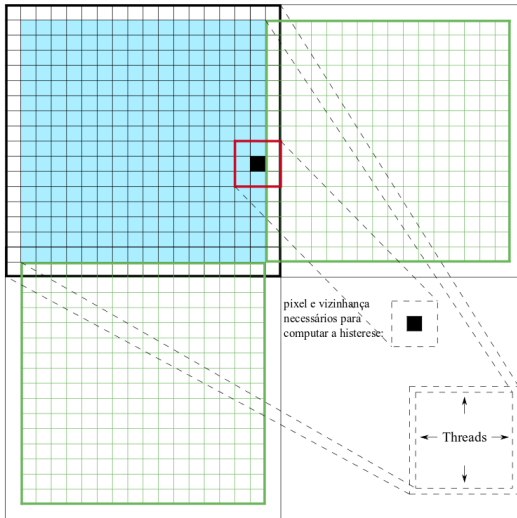 pixel e vizinhança
necessários para
computar a histerese:
Threads